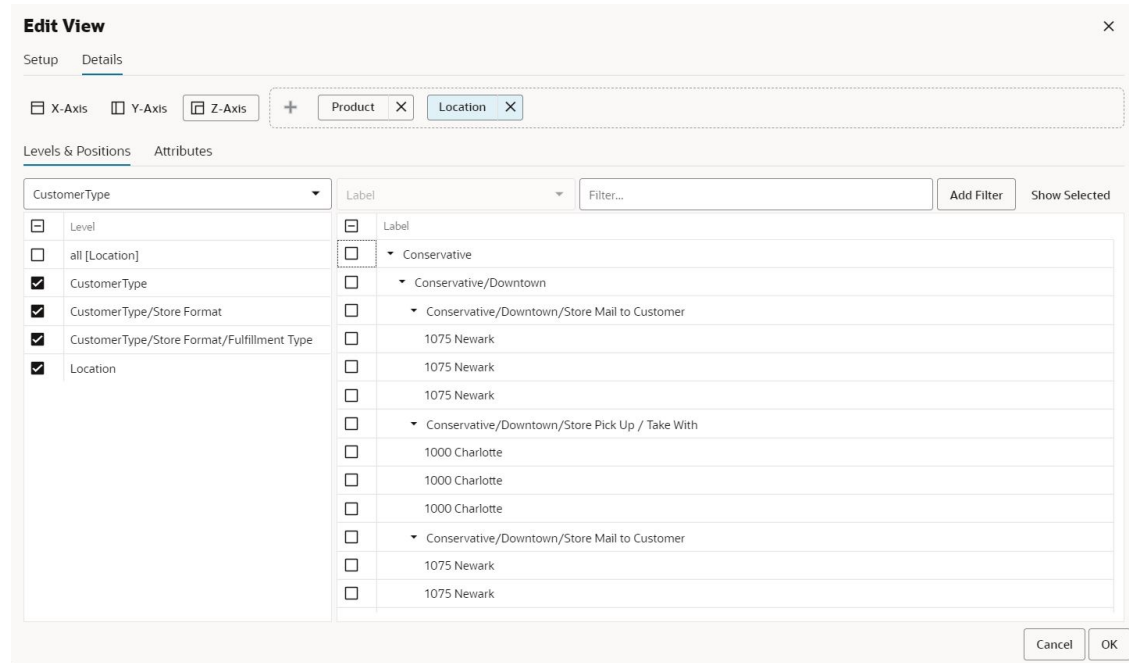 Edit View
Setup Details
X-Axis Y-Axis Z-Axis Product Location
Levels & Positions Attributes
CustomerType Label Filter... Add Filter Show Selected
Level Label
all [Location] Conservative
CustomerType Conservative/Downtown
CustomerType/Store Format Conservative/Downtown/Store Mail to Customer
CustomerType/Store Format/Fulfillment Type 1075 Newark
Location 1075 Newark
1075 Newark
Conservative/Downtown/Store Pick Up / Take With
1000 Charlotte
1000 Charlotte
1000 Charlotte
Conservative/Downtown/Store Mail to Customer
1075 Newark
1075 Newark
Cancel OK